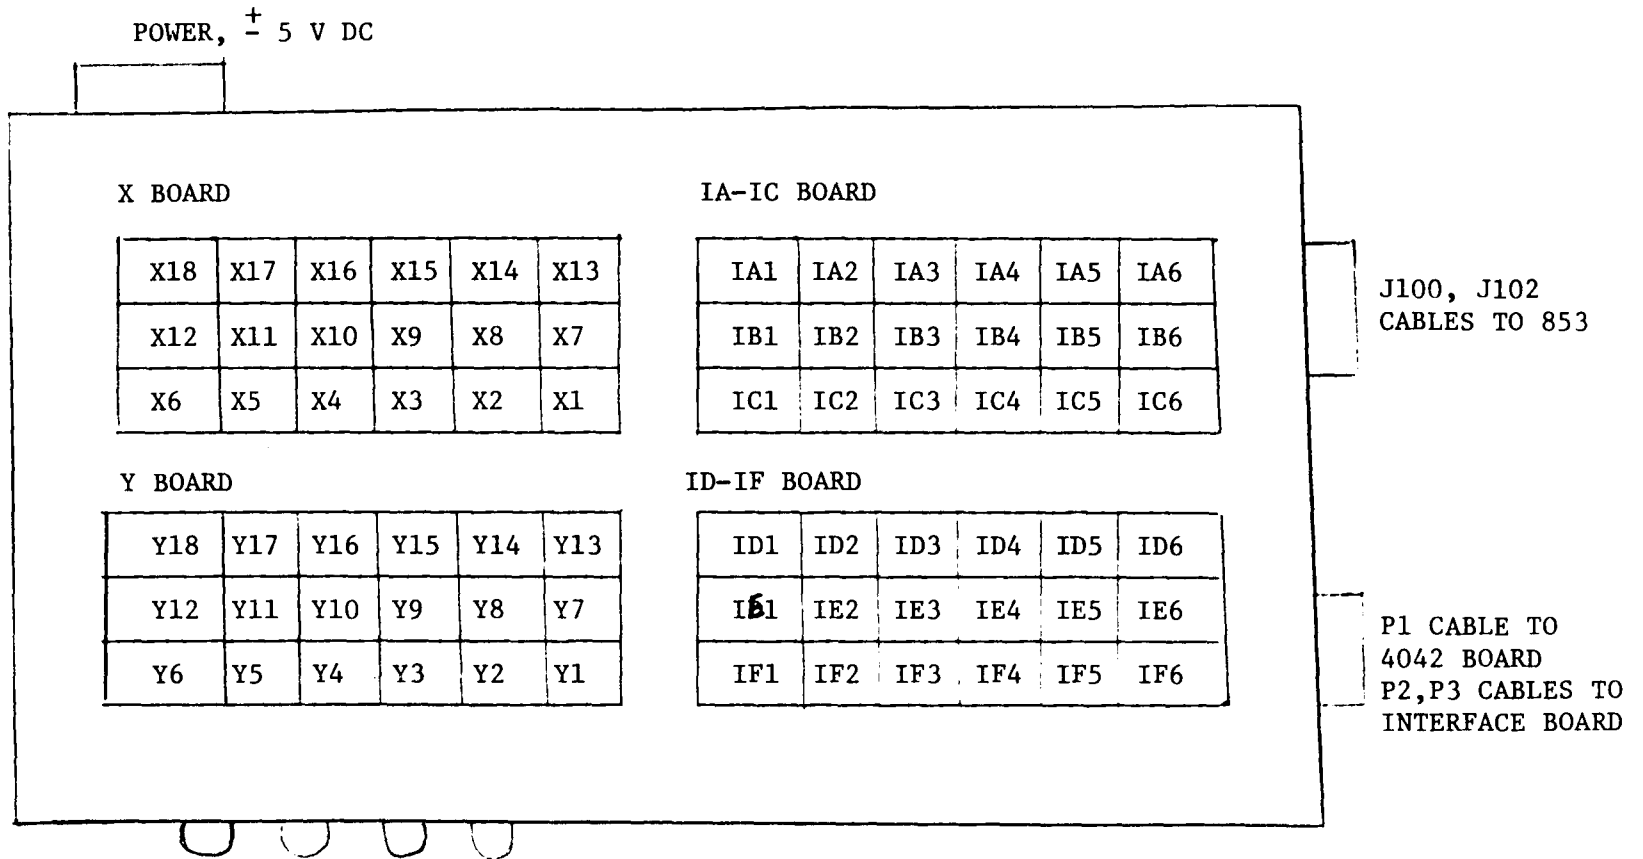 POWER, ± 5 V DC
X BOARD
X18 X17 X16 X15 X14 X13
X12 X11 X10 X9 X8 X7
X6 X5 X4 X3 X2 X1
IA-IC BOARD
IA1 IA2 IA3 IA4 IA5 IA6
IB1 IB2 IB3 IB4 IB5 IB6
IC1 IC2 IC3 IC4 IC5 IC6
J100, J102
CABLES TO 853
Y BOARD
Y18 Y17 Y16 Y15 Y14 Y13
Y12 Y11 Y10 Y9 Y8 Y7
Y6 Y5 Y4 Y3 Y2 Y1
ID-IF BOARD
ID1 ID2 ID3 ID4 ID5 ID6
IE2 IE3 IE4 IE5 IE6
IF1 IF2 IF3 IF4 IF5 IF6
P1 CABLE TO
4042 BOARD
P2,P3 CABLES TO
INTERFACE BOARD